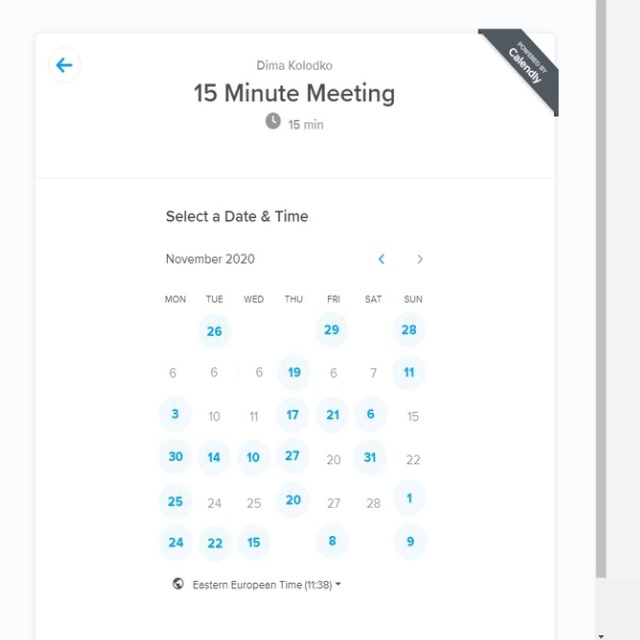 Dima Kolodko
15 Minute Meeting
15 min
POWERED BY
Calendly
Select a Date & Time
November 2020
MON TUE WED THU FRI SAT SUN
26 29 28
6 6 6 19 6 7 11
3 10 11 17 21 6 15
30 14 10 27 20 31 22
25 24 25 20 27 28 1
24 22 15 8 9
Eastern European Time (11:38)